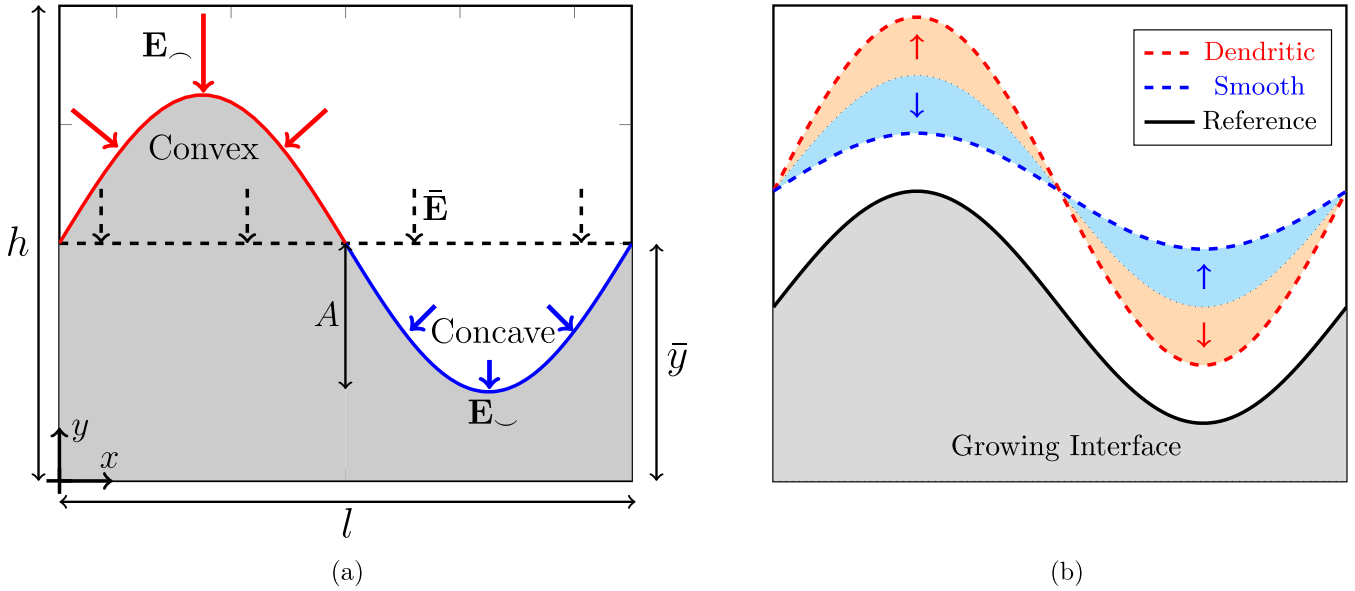 E⌢
Convex
Ē
h
A
Concave
ȳ
E⌣
y
x
l
(a)
Dendritic
Smooth
Reference
Growing Interface
(b)